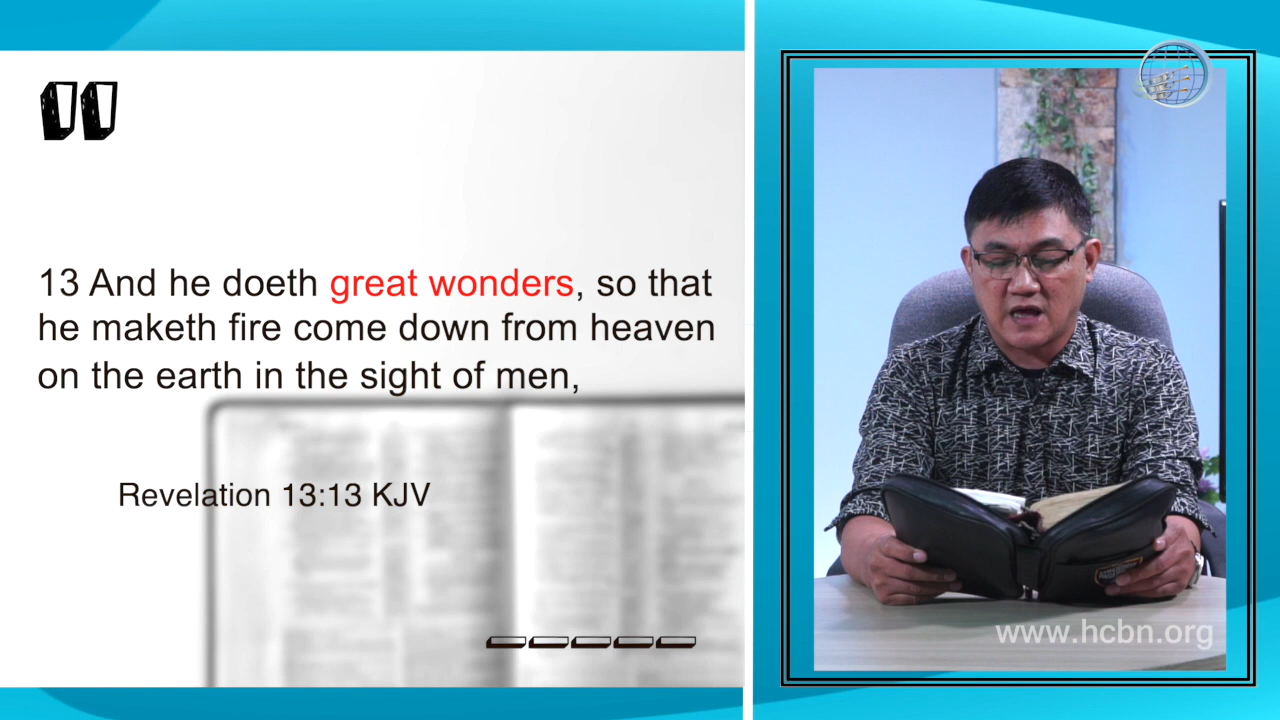 13 And he doeth great wonders, so that
he maketh fire come down from heaven
on the earth in the sight of men,
Revelation 13:13 KJV
www.hcbn.org